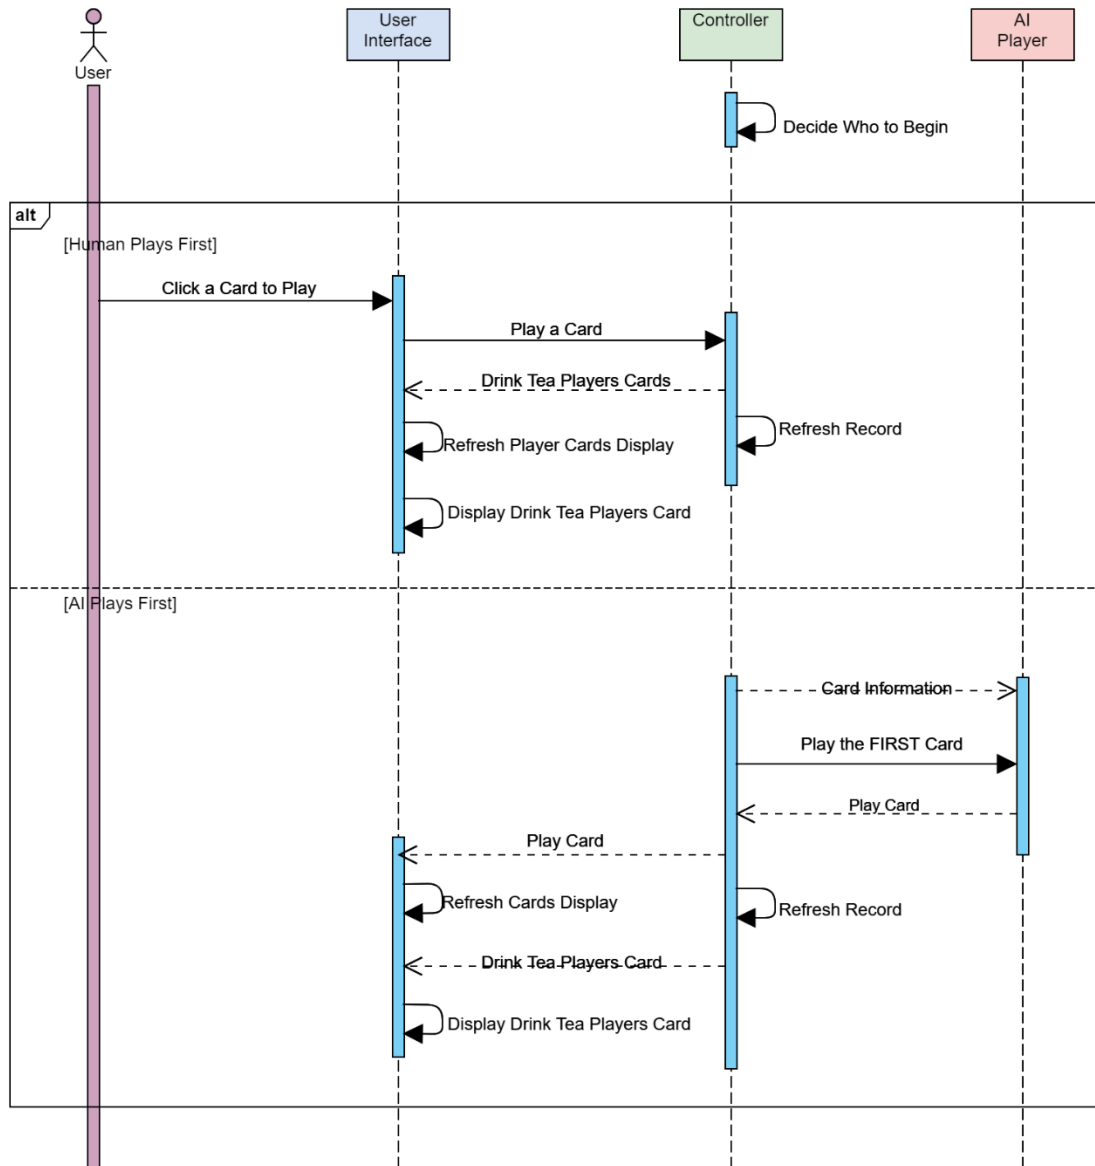 User
Interface
Controller
AI
Player
User
Decide Who to Begin
alt
[Human Plays First]
Click a Card to Play
Play a Card
Drink Tea Players Cards
Refresh Record
Refresh Player Cards Display
Display Drink Tea Players Card
[AI Plays First]
Card Information
Play the FIRST Card
Play Card
Play Card
Refresh Cards Display
Refresh Record
Drink Tea Players Card
Display Drink Tea Players Card